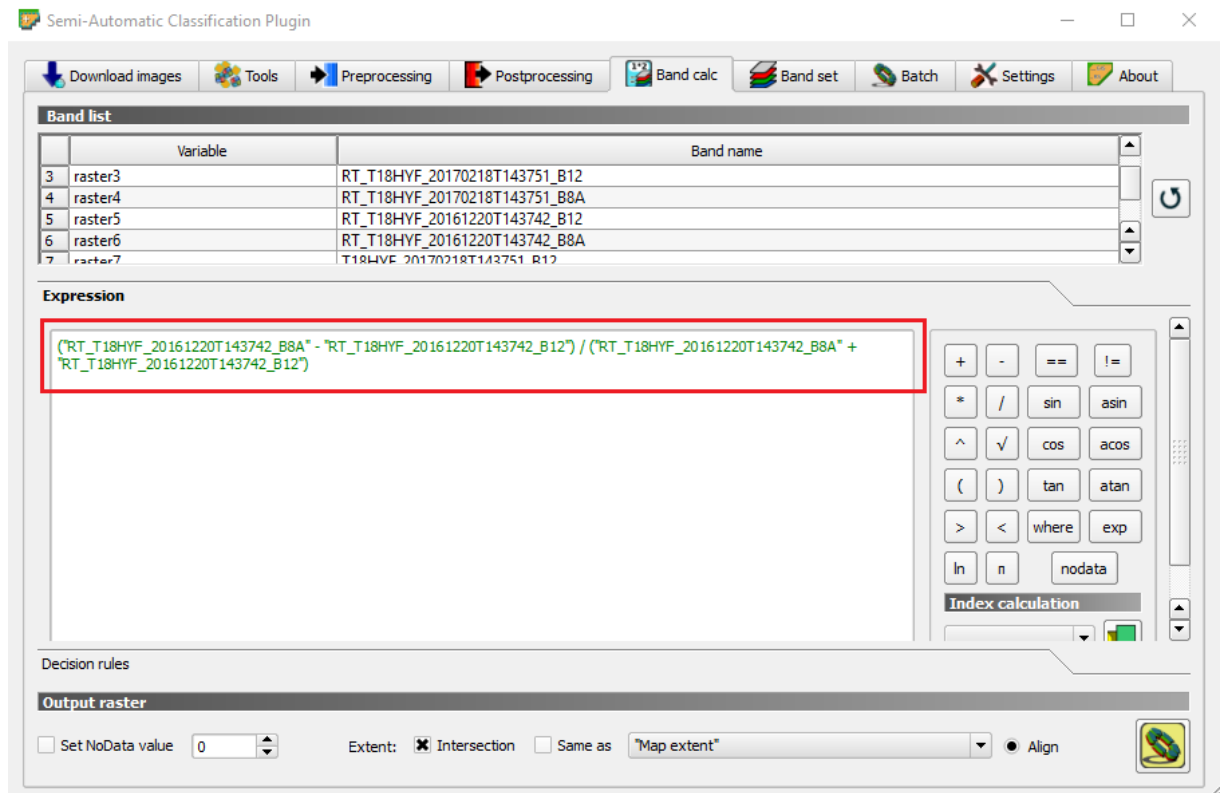 Semi-Automatic Classification Plugin
Download images Tools Preprocessing Postprocessing Band calc Band set Batch Settings About
Band list
Variable Band name
3 raster3 RT_T18HYF_20170218T143751_B12
4 raster4 RT_T18HYF_20170218T143751_B8A
5 raster5 RT_T18HYF_20161220T143742_B12
6 raster6 RT_T18HYF_20161220T143742_B8A
7 raster7 T18HYF_20170218T143751_B12
Expression
("RT_T18HYF_20161220T143742_B8A" - "RT_T18HYF_20161220T143742_B12") / ("RT_T18HYF_20161220T143742_B8A" +
"RT_T18HYF_20161220T143742_B12")
+ - == !=
* / sin asin
^ √ cos acos
( ) tan atan
> < where exp
ln π nodata
Index calculation
Decision rules
Output raster
Set NoData value 0 Extent: Intersection Same as "Map extent" Align